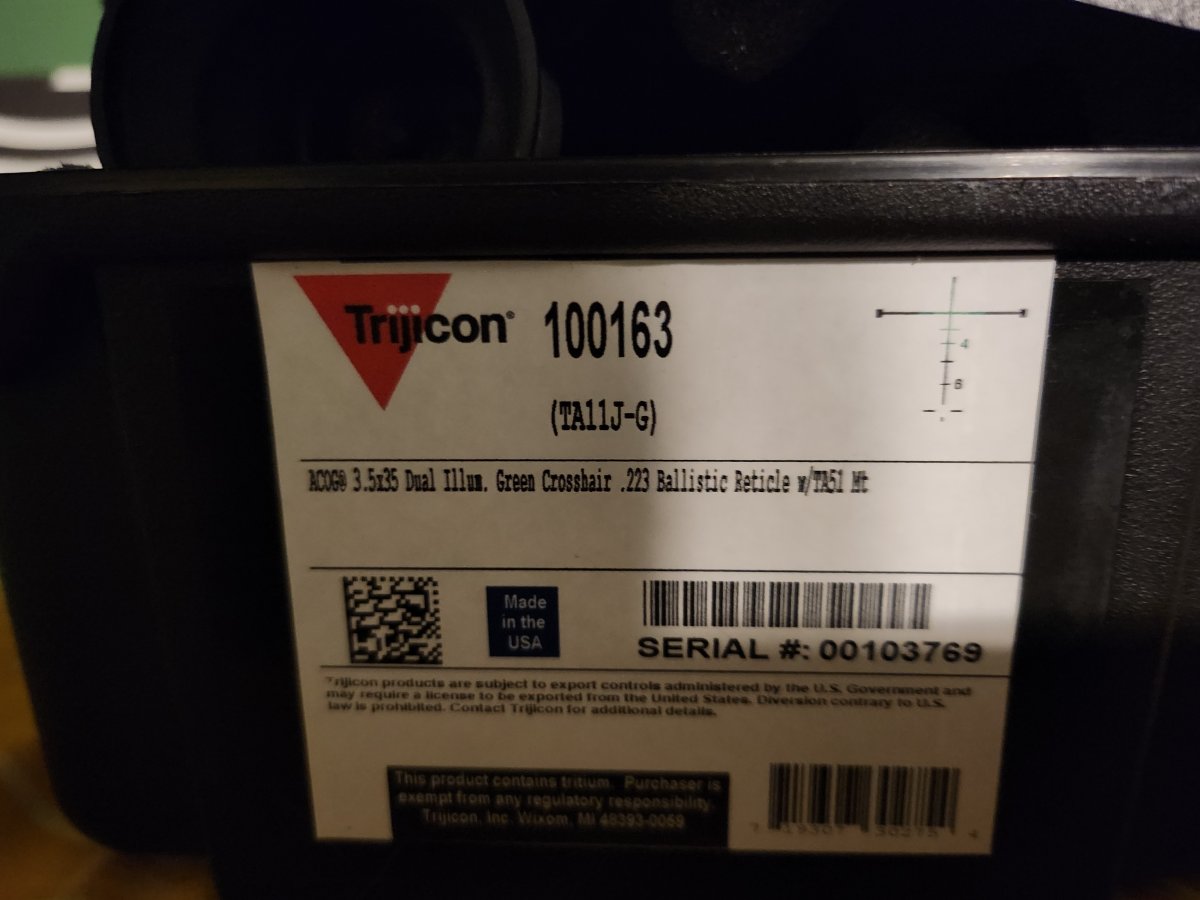 Trijicon® 100163
(TA11J-G)
4
6
ACOG® 3.5x35 Dual Illum. Green Crosshair .223 Ballistic Reticle w/TA51 Mt
Made
in the
USA
SERIAL #: 00103769
Trijicon products are subject to export controls administered by the U.S. Government and
may require a license to be exported from the United States. Diversion contrary to U.S.
law is prohibited. Contact Trijicon for additional details.
This product contains tritium. Purchaser is
exempt from any regulatory responsibility.
Trijicon, Inc. Wixom, MI 48393-0059